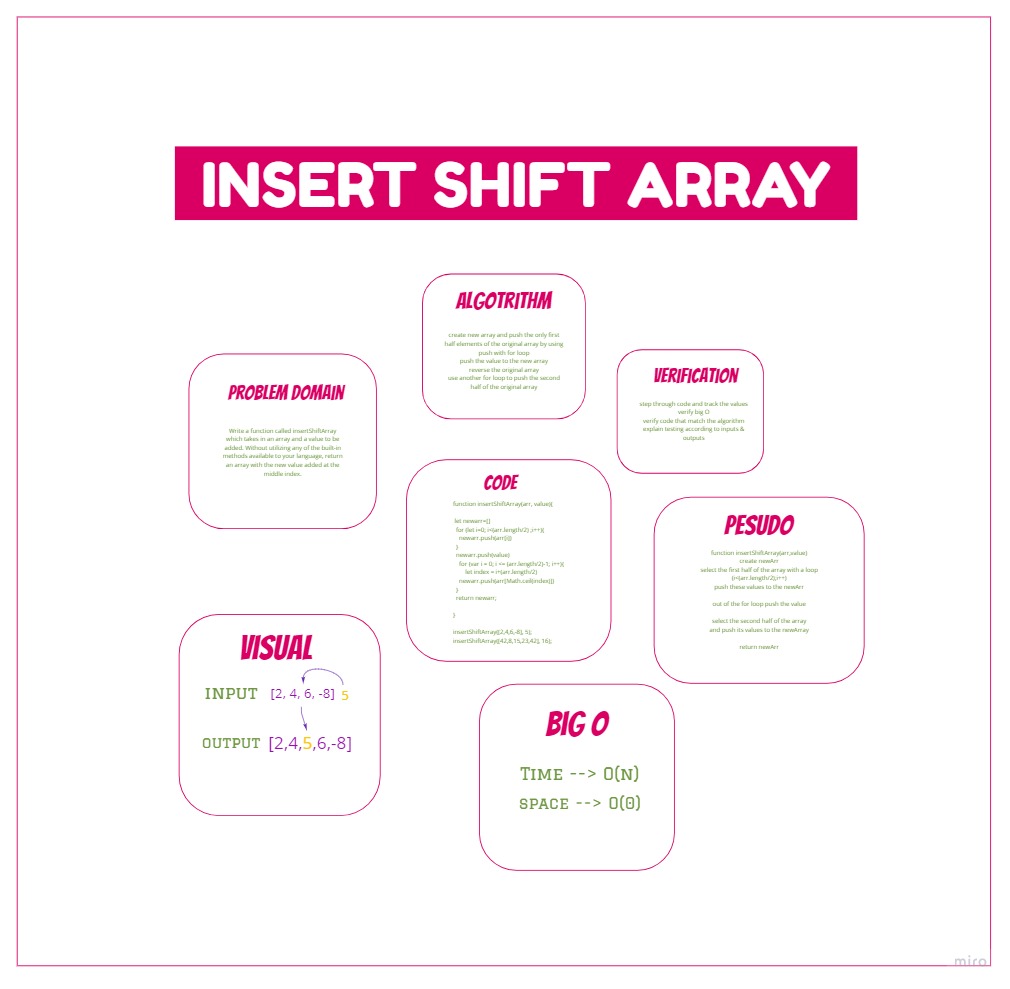 INSERT SHIFT ARRAY
ALGOTRITHM
create new array and push the only first
half elements of the original array by using
push with for loop
push the value to the new array
reverse the original array
use another for loop to push the second
half of the original array
PROBLEM DOMAIN
Write a function called insertShiftArray
which takes in an array and a value to be
added. Without utilizing any of the built-in
methods available to your language, return
an array with the new value added at the
middle index.
VERIFICATION
step through code and track the values
verify big O
verify code that match the algorithm
explain testing according to inputs &
outputs
CODE
function insertShiftArray(arr, value){
let newarr=[]
for (let i=0; i<(arr.length/2) ;i++){
newarr.push(arr[i])
}
newarr.push(value)
for (var i = 0; i <= (arr.length/2)-1; i++){
let index = i+(arr.length/2)
newarr.push(arr[Math.ceil(index)])
}
return newarr;
}
insertShiftArray([2,4,6,-8], 5);
insertShiftArray([42,8,15,23,42], 16);
PESUDO
function insertShiftArray(arr,value)
create newArr
select the first half of the array with a loop
(i<(arr.length/2);i++)
push these values to the newArr
out of the for loop push the value
select the second half of the array
and push its values to the newArray
return newArr
VISUAL
INPUT [2, 4, 6, -8] 5
OUTPUT [2,4,5,6,-8]
BIG O
TIME --> O(N)
SPACE --> O(0)
miro